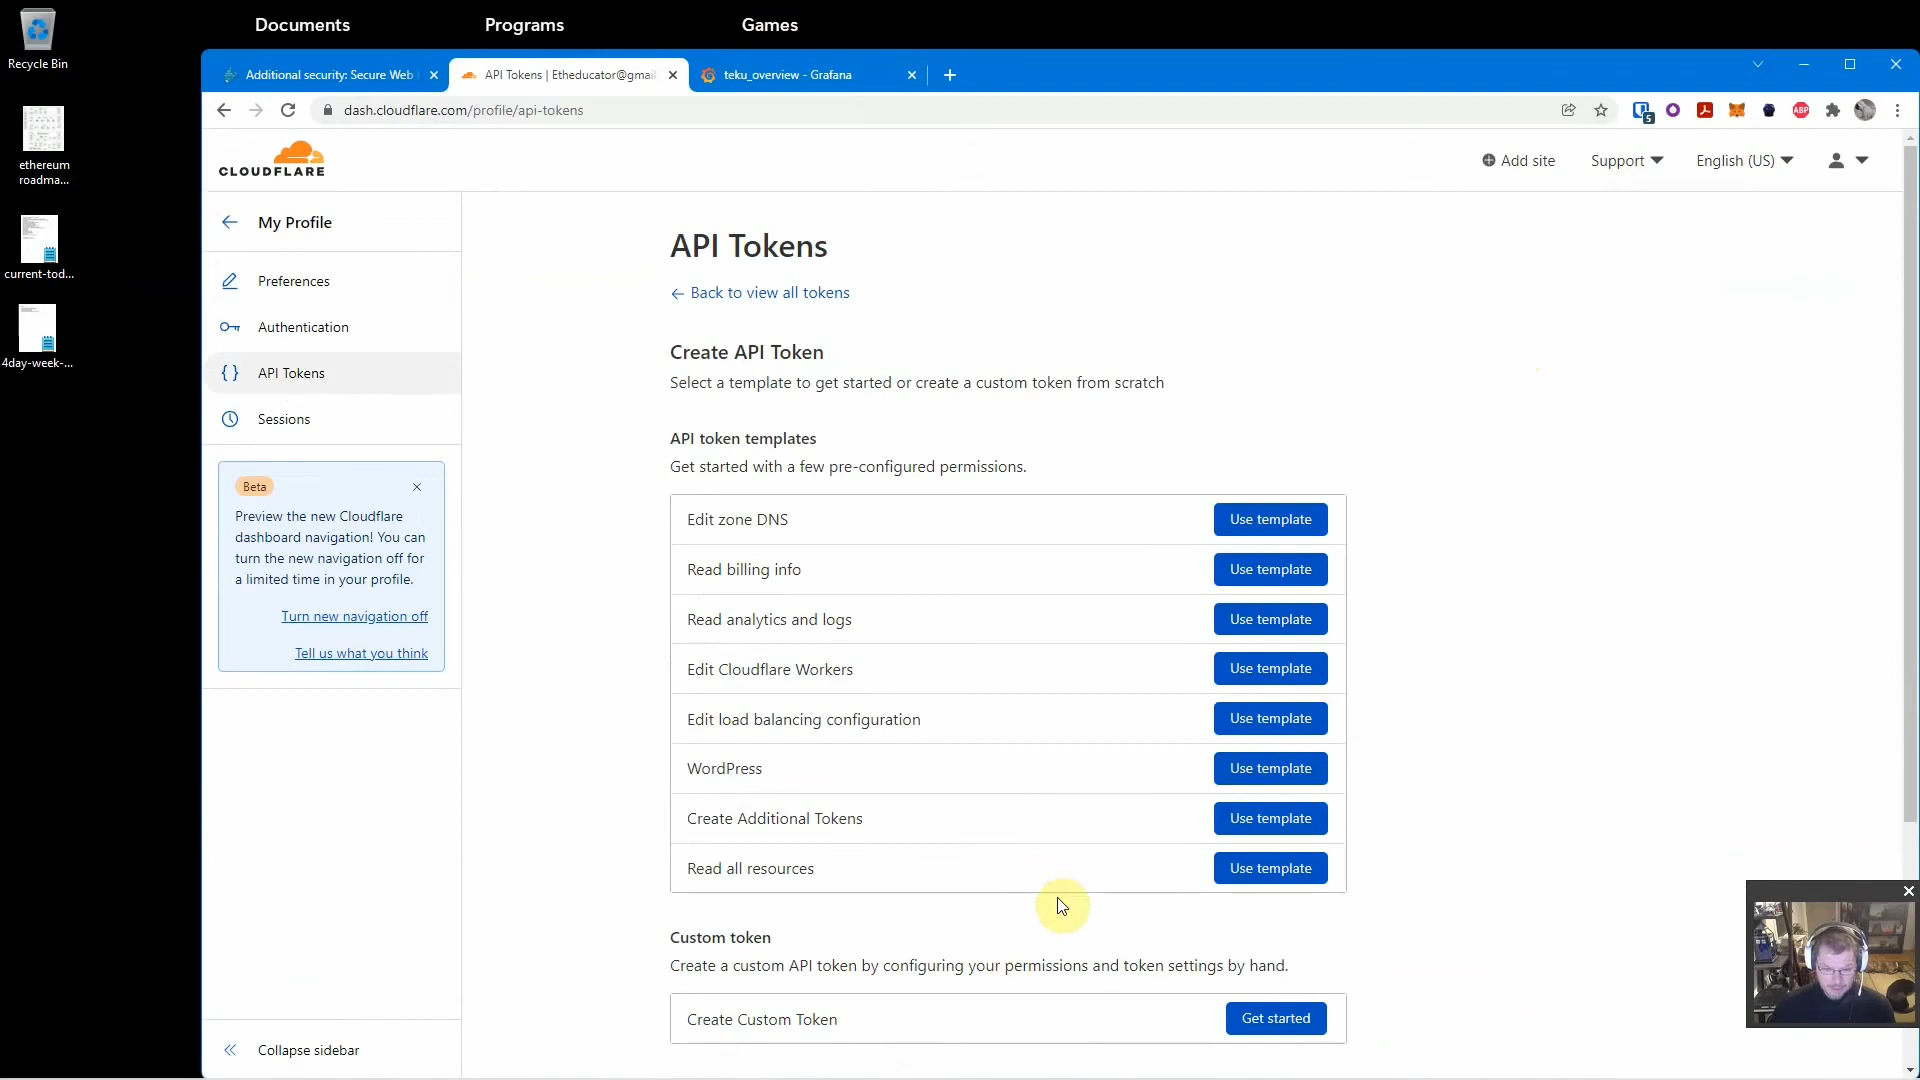 Documents
Programs
Games
Recycle Bin
ethereum
roadma...
current-tod...
4day-week-...
Additional security: Secure Web
API Tokens | Etheducator@gmail
teku_overview - Grafana
dash.cloudflare.com/profile/api-tokens
5
ABP
CLOUDFLARE
Add site
Support
English (US)
My Profile
Preferences
Authentication
API Tokens
Sessions
Beta
Preview the new Cloudflare
dashboard navigation! You can
turn the new navigation off for
a limited time in your profile.
Turn new navigation off
Tell us what you think
Collapse sidebar
API Tokens
Back to view all tokens
Create API Token
Select a template to get started or create a custom token from scratch
API token templates
Get started with a few pre-configured permissions.
Edit zone DNS Use template
Read billing info Use template
Read analytics and logs Use template
Edit Cloudflare Workers Use template
Edit load balancing configuration Use template
WordPress Use template
Create Additional Tokens Use template
Read all resources Use template
Custom token
Create a custom API token by configuring your permissions and token settings by hand.
Create Custom Token Get started